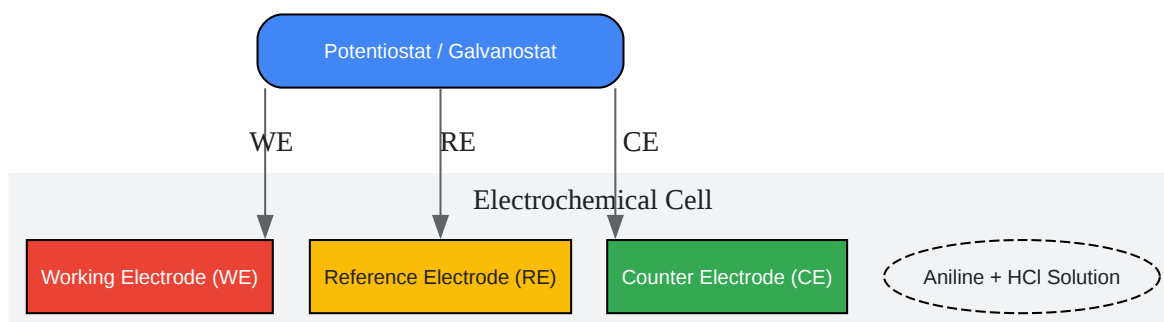 Potentiostat / Galvanostat
WE
RE
CE
Electrochemical Cell
Working Electrode (WE)
Reference Electrode (RE)
Counter Electrode (CE)
Aniline + HCl Solution